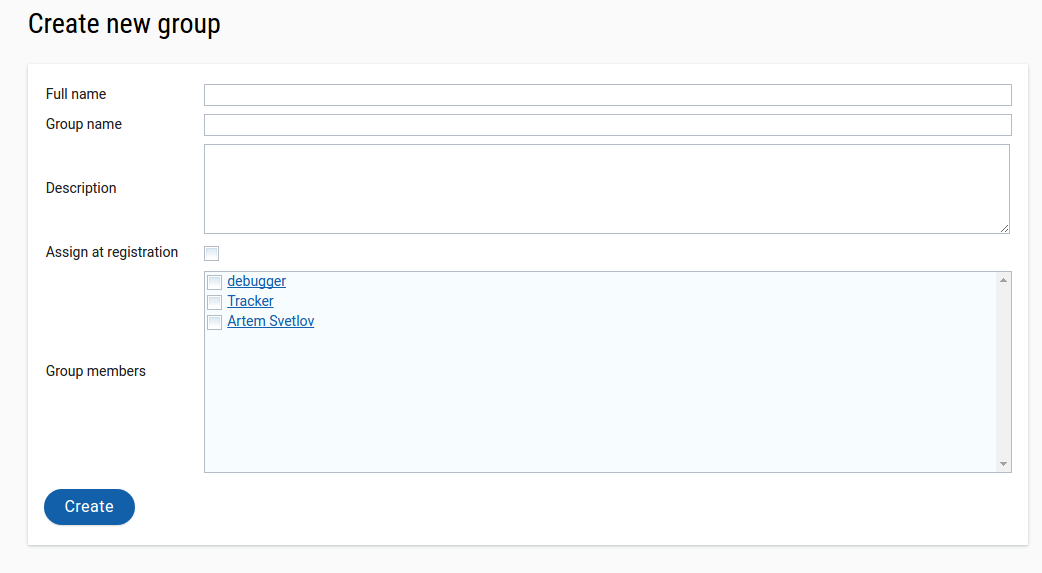 Create new group
Full name
Group name
Description
Assign at registration
debugger
Tracker
Artem Svetlov
Group members
Create